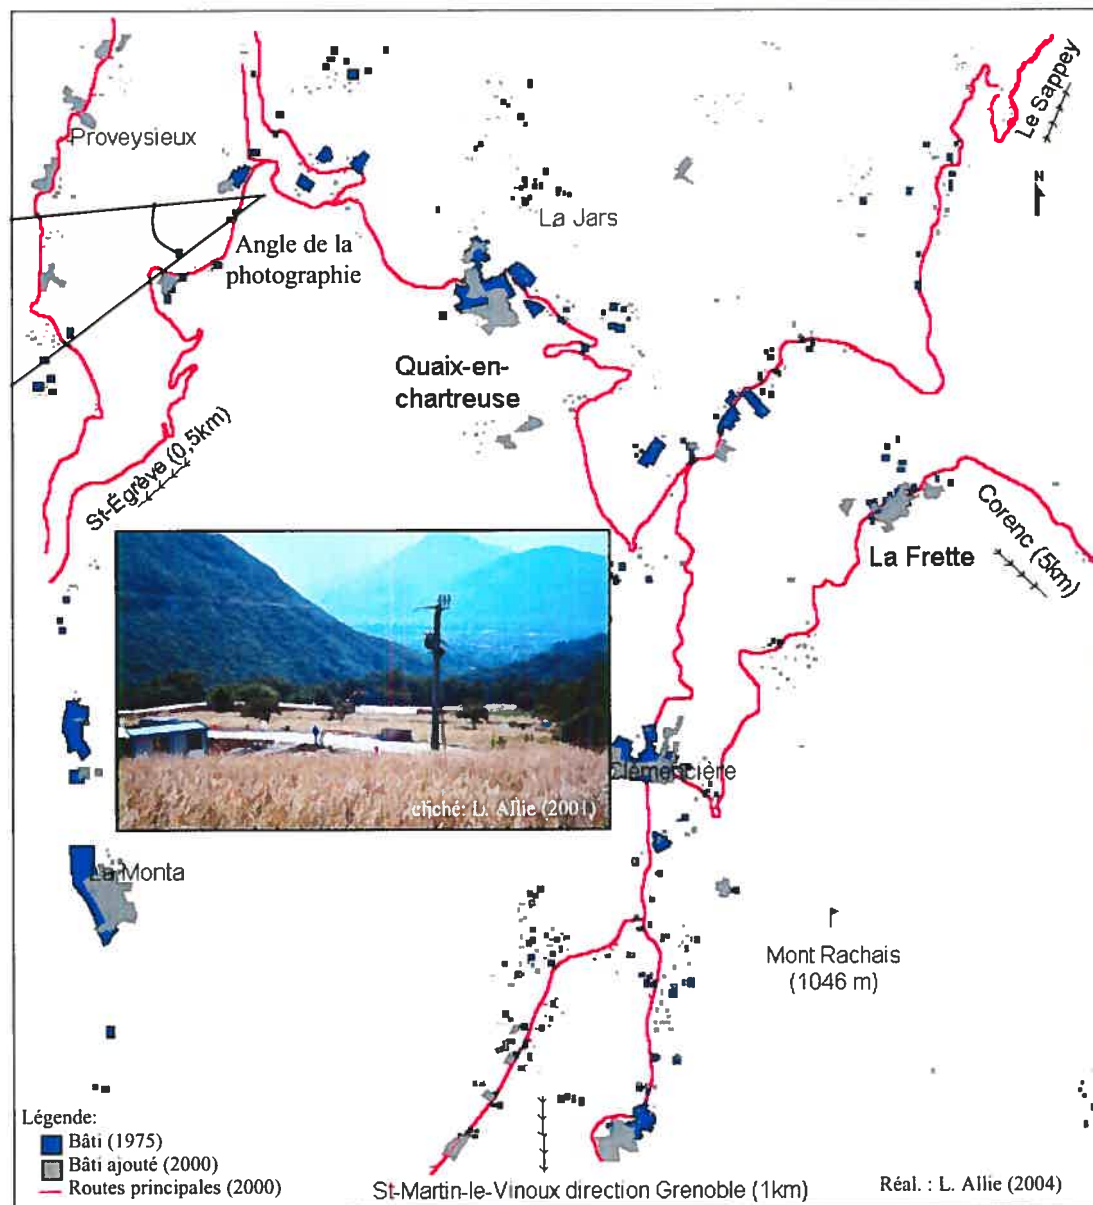 Le Sappey
Proveysieux
N
La Jars
Angle de la
photographie
Quaix-en-
chartreuse
St-Égrève (0,5km)
Corenc (5km)
La Frette
Clémencière
cliché: L. Allie (2001)
La Monta
Mont Rachais
(1046 m)
Légende:
Bâti (1975)
Bâti ajouté (2000)
Routes principales (2000)
St-Martin-le-Vinoux direction Grenoble (1km)
Réal. : L. Allie (2004)